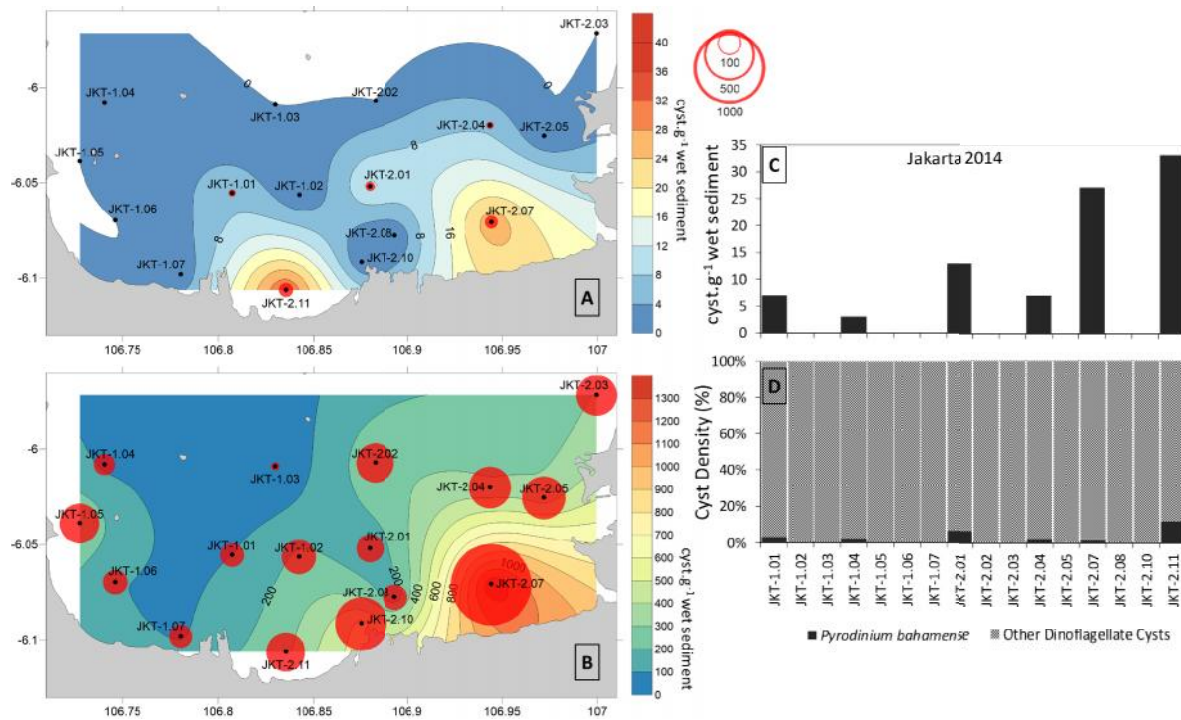 A
JKT-2.03
JKT-1.04
JKT-1.03
JKT-202
JKT-2.04
JKT-2.05
JKT-1.05
JKT-1.01
JKT-1.02
JKT-2.01
JKT-1.06
JKT-2.07
JKT-2.08
JKT-2.10
JKT-1.07
JKT-2.11
0
0
8
8
8
16
-6
-6.05
-6.1
106.75
106.8
106.85
106.9
106.95
107
40
36
32
28
24
20
16
12
8
4
0
cyst.g-1 wet sediment
100
500
1000
B
JKT-2.03
JKT-1.04
JKT-1.03
JKT-202
JKT-2.04
JKT-2.05
JKT-1.05
JKT-1.01
JKT-1.02
JKT-2.01
JKT-1.06
JKT-2.07
JKT-2.08
JKT-2.10
JKT-1.07
JKT-2.11
200
200
400
600
800
1000
-6
-6.05
-6.1
106.75
106.8
106.85
106.9
106.95
107
1300
1200
1100
1000
900
800
700
600
500
400
300
200
100
0
cyst.g-1 wet sediment
C
Jakarta 2014
cyst.g-1 wet sediment
35
30
25
20
15
10
5
0
D
Cyst Density (%)
100%
80%
60%
40%
20%
0%
JKT-1.01
JKT-1.02
JKT-1.03
JKT-1.04
JKT-1.05
JKT-1.06
JKT-1.07
JKT-2.01
JKT-2.02
JKT-2.03
JKT-2.04
JKT-2.05
JKT-2.07
JKT-2.08
JKT-2.10
JKT-2.11
Pyrodinium bahamense
Other Dinoflagellate Cysts